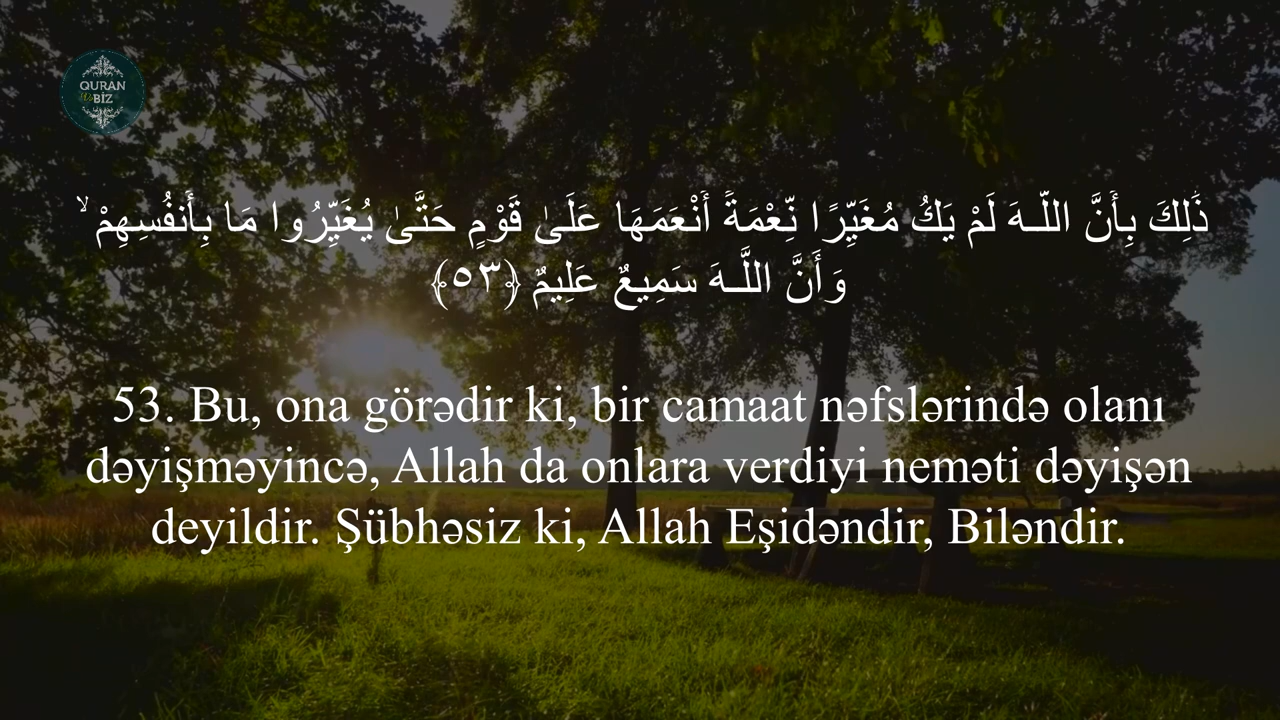 QURAN
və
BİZ
ذَٰلِكَ بِأَنَّ اللَّـهَ لَمْ يَكُ مُغَيِّرًا نِّعْمَةً أَنْعَمَهَا عَلَىٰ قَوْمٍ حَتَّىٰ يُغَيِّرُوا مَا بِأَنفُسِهِمْ ۙ
وَأَنَّ اللَّـهَ سَمِيعٌ عَلِيمٌ ﴿٥٣﴾
53. Bu, ona görədir ki, bir camaat nəfslərində olanı
dəyişməyincə, Allah da onlara verdiyi neməti dəyişən
deyildir. Şübhəsiz ki, Allah Eşidəndir, Biləndir.